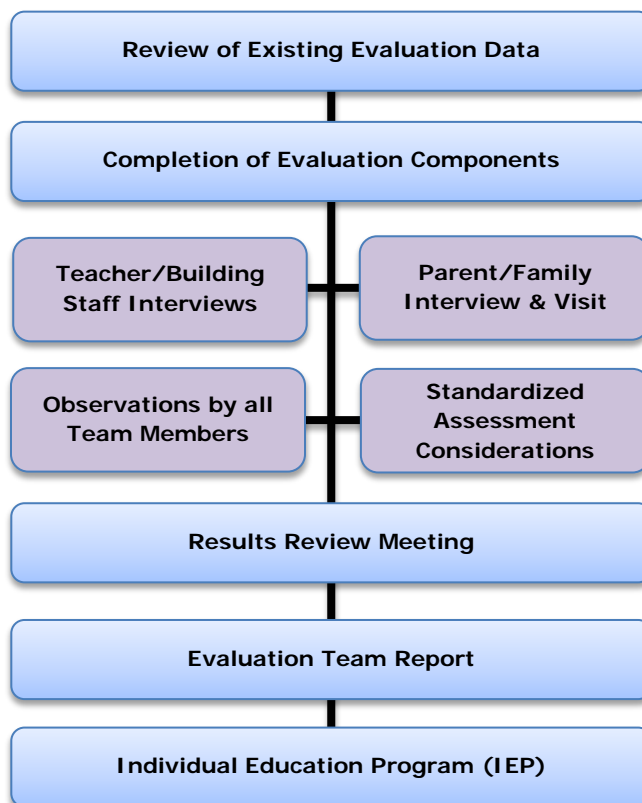 Review of Existing Evaluation Data
Completion of Evaluation Components
Teacher/Building
Staff Interviews
Parent/Family
Interview & Visit
Observations by all
Team Members
Standardized
Assessment
Considerations
Results Review Meeting
Evaluation Team Report
Individual Education Program (IEP)